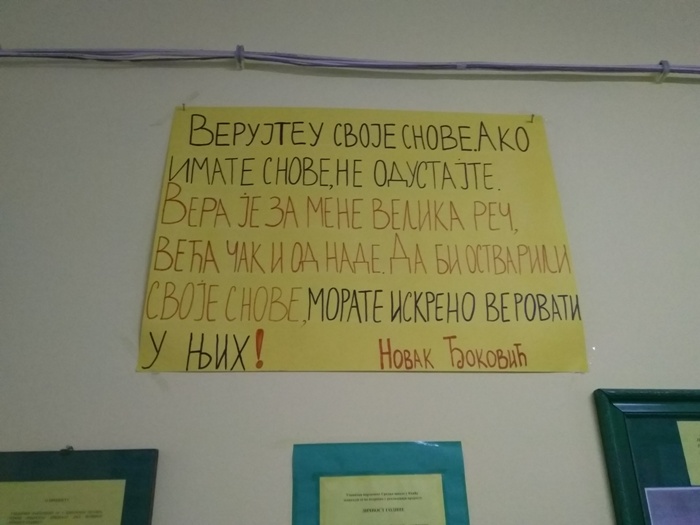 ВЕРУЈТЕ У СВОЈЕ СНОВЕ. АКО
ИМАТЕ СНОВЕ, НЕ ОДУСТАЈТЕ.
ВЕРА ЈЕ ЗА МЕНЕ ВЕЛИКА РЕЧ,
ВЕЋА ЧАК И ОД НАДЕ. ДА БИ ОСТВАРИЛИ
СВОЈЕ СНОВЕ, МОРАТЕ ИСКРЕНО ВЕРОВАТИ
У ЊИХ!
НОВАК ЂОКОВИЋ